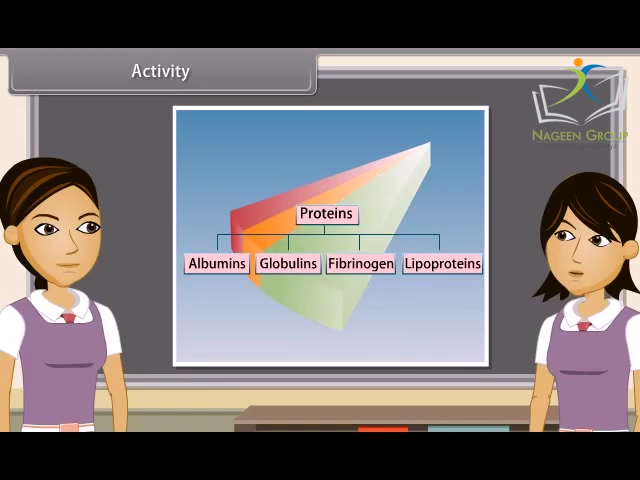 Activity
NAGEEN GROUP
Proteins
Albumins Globulins Fibrinogen Lipoproteins